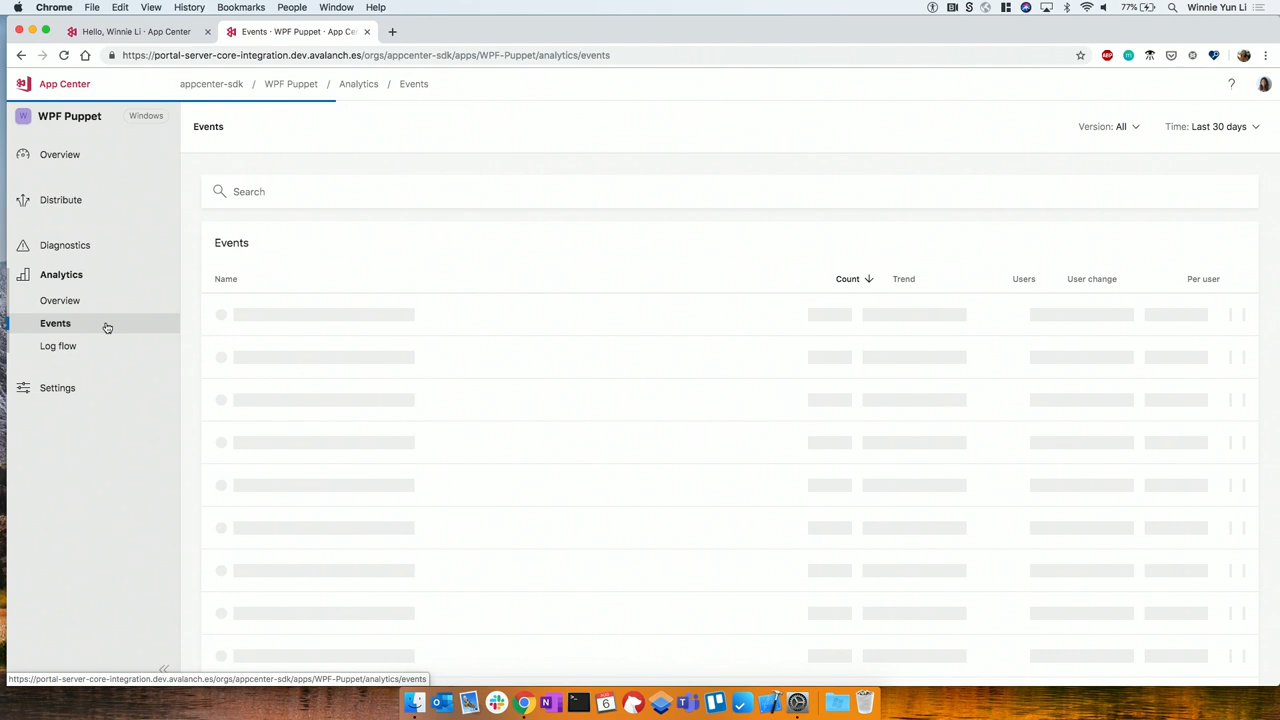 Chrome File Edit View History Bookmarks People Window Help 77% Winnie Yun Li
Hello, Winnie Li · App Center Events · WPF Puppet · App Ce
https://portal-server-core-integration.dev.avalanch.es/orgs/appcenter-sdk/apps/WPF-Puppet/analytics/events
App Center appcenter-sdk / WPF Puppet / Analytics / Events ?
W WPF Puppet Windows
Events Version: All Time: Last 30 days
Overview
Distribute
Diagnostics
Analytics
Overview
Events
Log flow
Settings
Search
Events
Name Count Trend Users User change Per user
https://portal-server-core-integration.dev.avalanch.es/orgs/appcenter-sdk/apps/WPF-Puppet/analytics/events
6